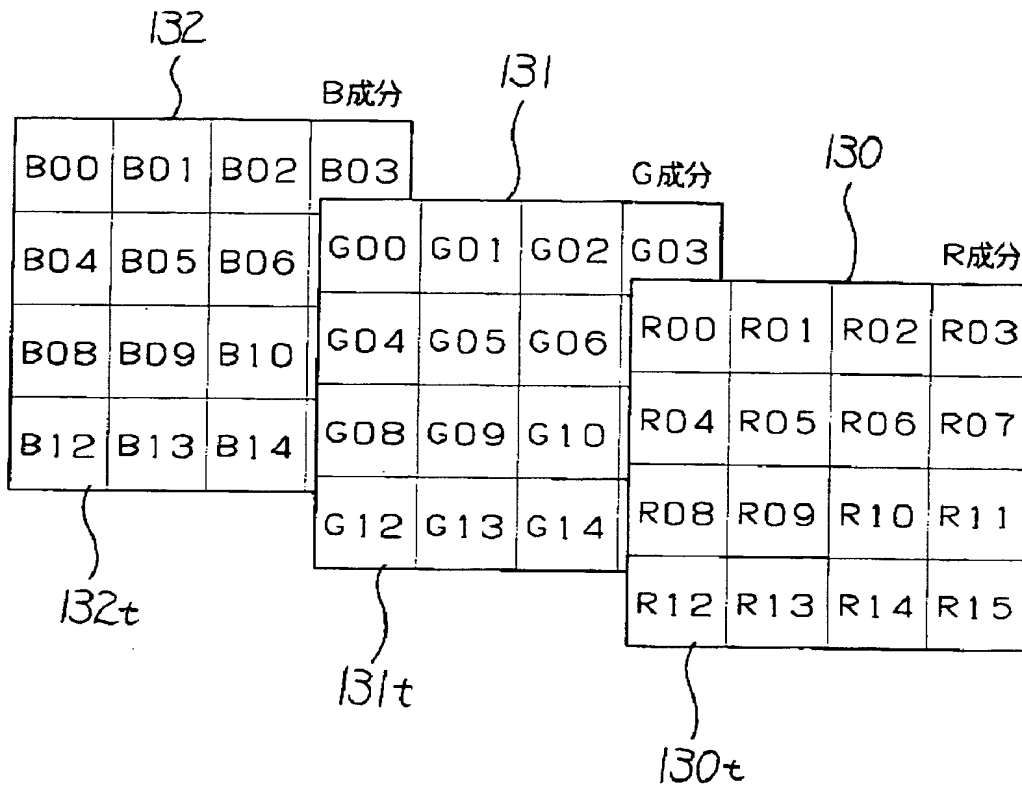 132
B成分
B00 B01 B02 B03
B04 B05 B06
B08 B09 B10
B12 B13 B14
132t
131
G成分
G00 G01 G02 G03
G04 G05 G06
G08 G09 G10
G12 G13 G14
131t
130
R成分
R00 R01 R02 R03
R04 R05 R06 R07
R08 R09 R10 R11
R12 R13 R14 R15
130t